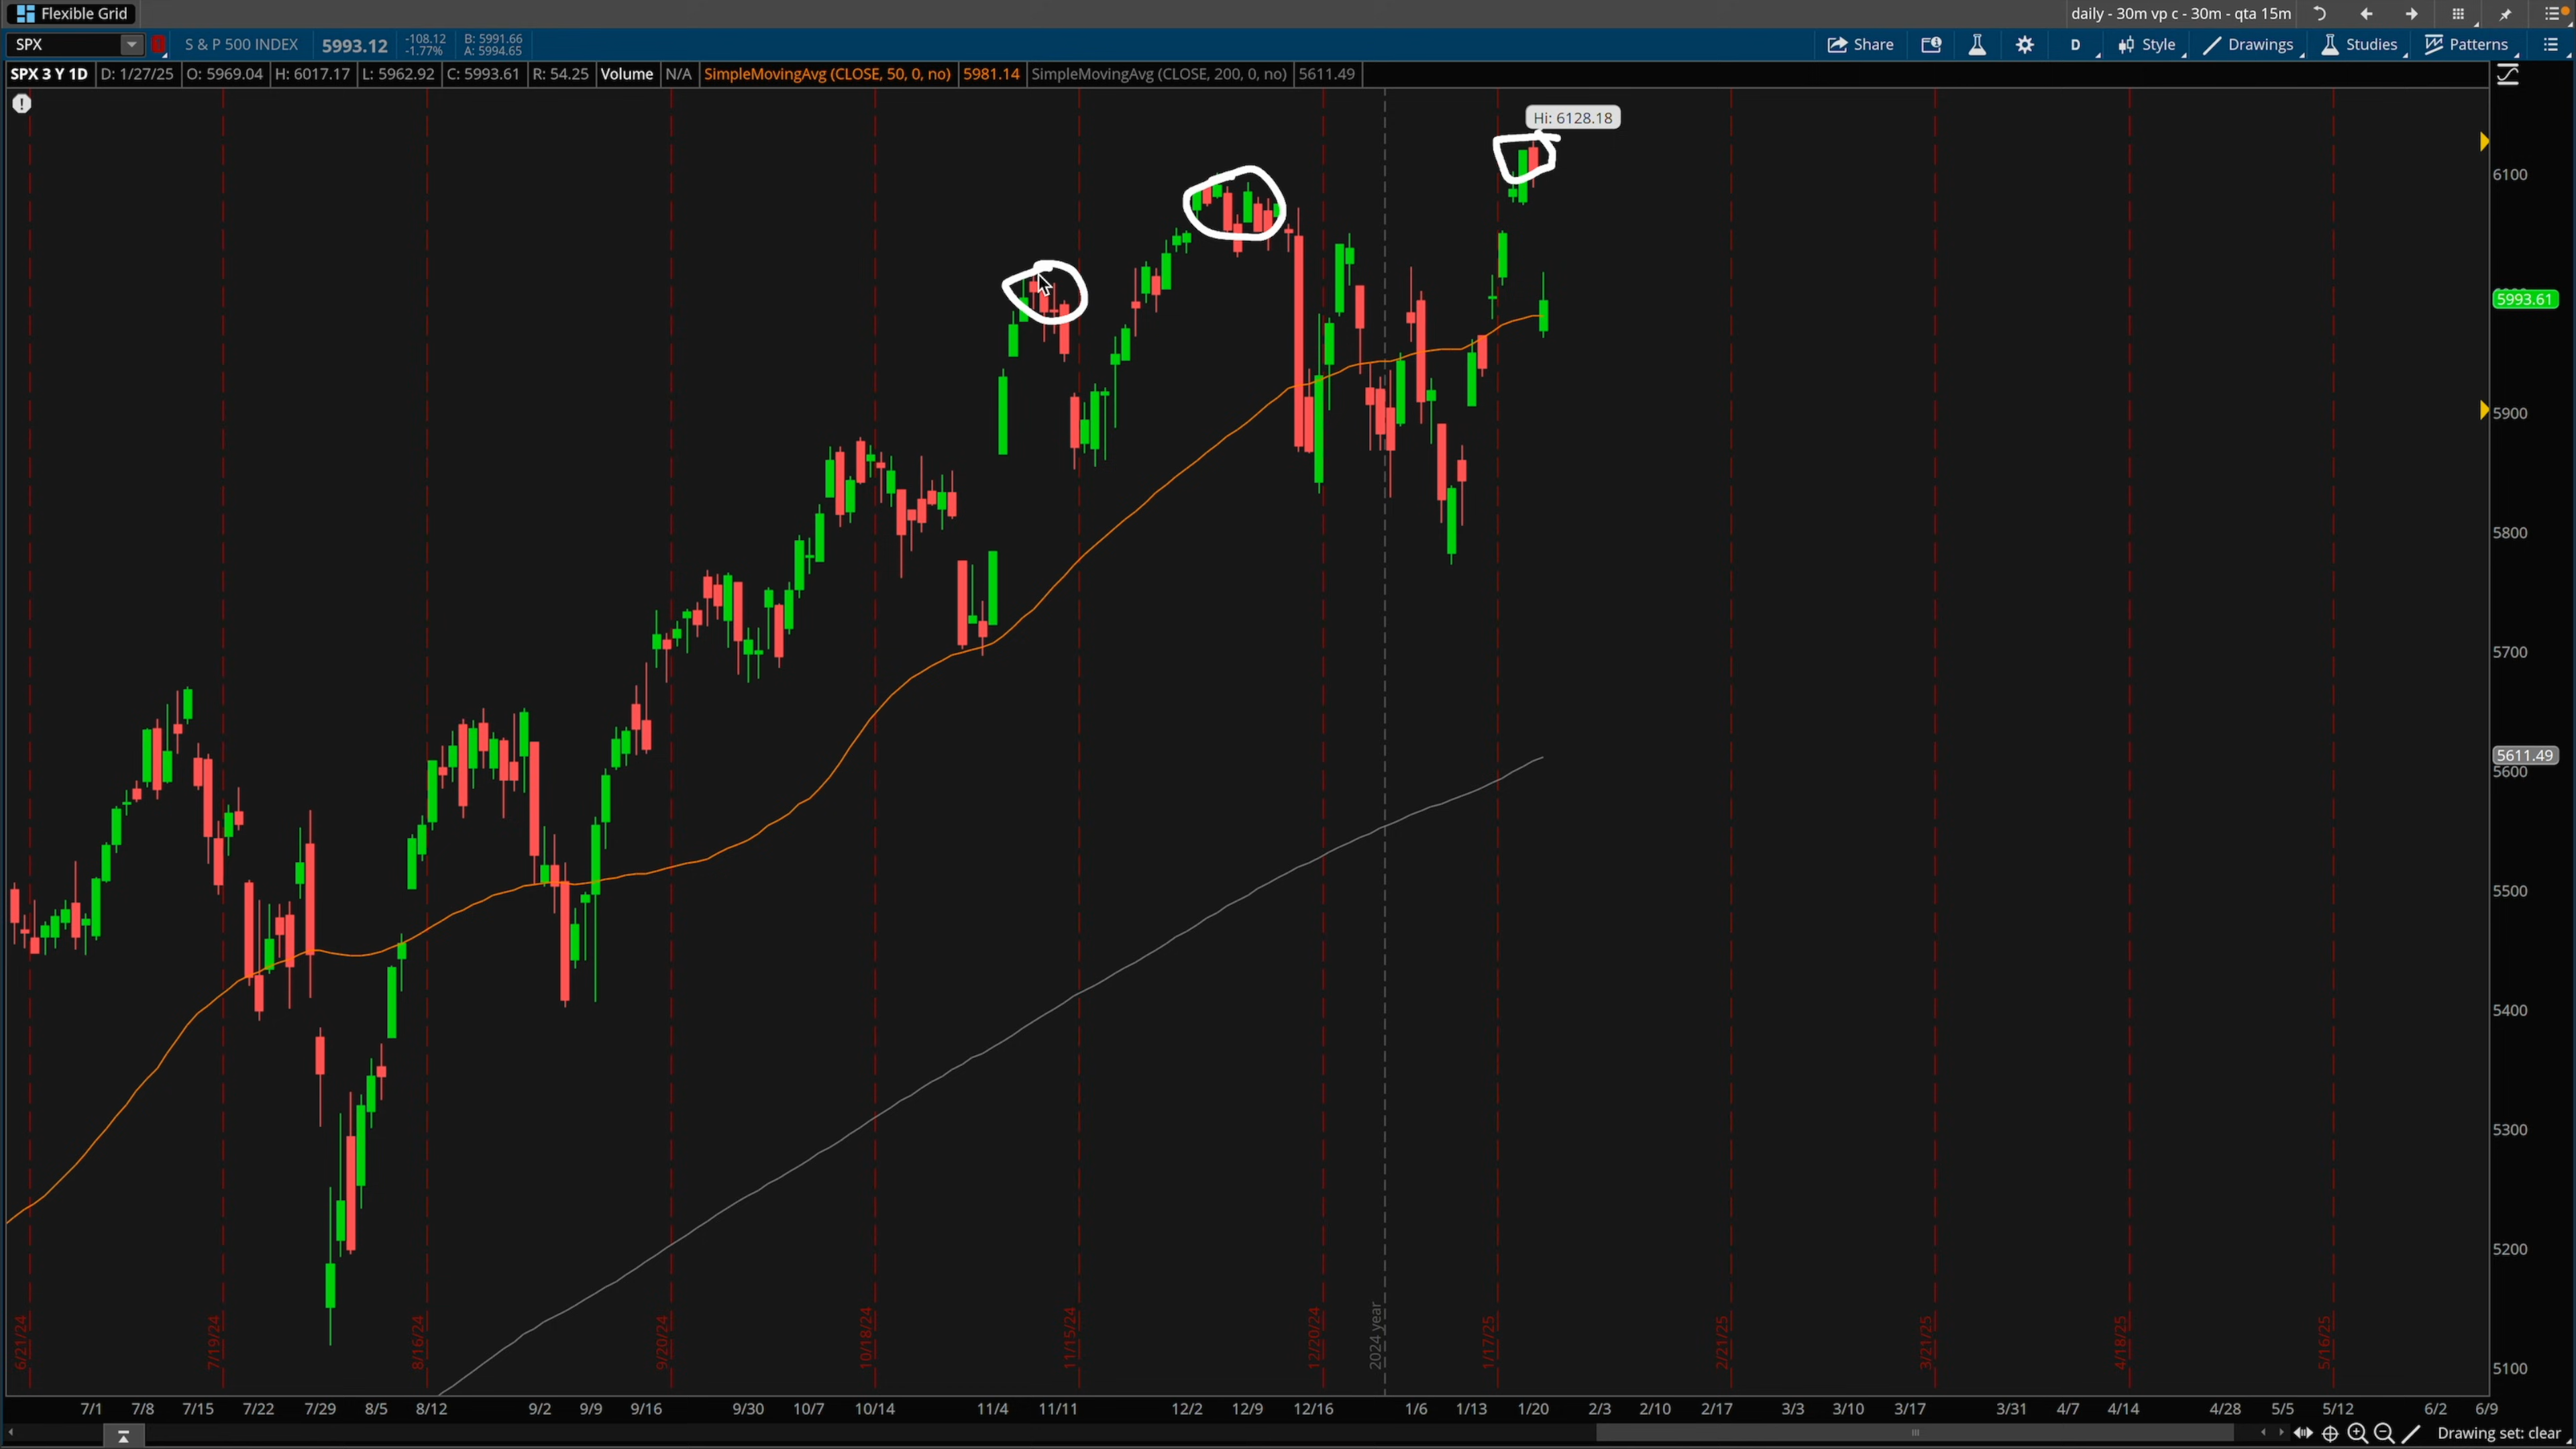 Flexible Grid
daily - 30m vp c - 30m - qta 15m
SPX
S & P 500 INDEX
5993.12
-108.12
-1.77%
B: 5991.66
A: 5994.65
Share
D
Style
Drawings
Studies
Patterns
SPX 3 Y 1D D: 1/27/25 O: 5969.04 H: 6017.17 L: 5962.92 C: 5993.61 R: 54.25 Volume N/A SimpleMovingAvg (CLOSE, 50, 0, no) 5981.14 SimpleMovingAvg (CLOSE, 200, 0, no) 5611.49
Hi: 6128.18
6100
5993.61
5900
5800
5700
5611.49
5600
5500
5400
5300
5200
5100
6/21/24
7/19/24
8/16/24
9/20/24
10/18/24
11/15/24
12/20/24
2024 year
1/17/25
2/21/25
3/21/25
4/18/25
5/16/25
7/1 7/8 7/15 7/22 7/29 8/5 8/12 9/2 9/9 9/16 9/30 10/7 10/14 11/4 11/11 12/2 12/9 12/16 1/6 1/13 1/20 2/3 2/10 2/17 3/3 3/10 3/17 3/31 4/7 4/14 4/28 5/5 5/12 6/2 6/9
Drawing set: clear